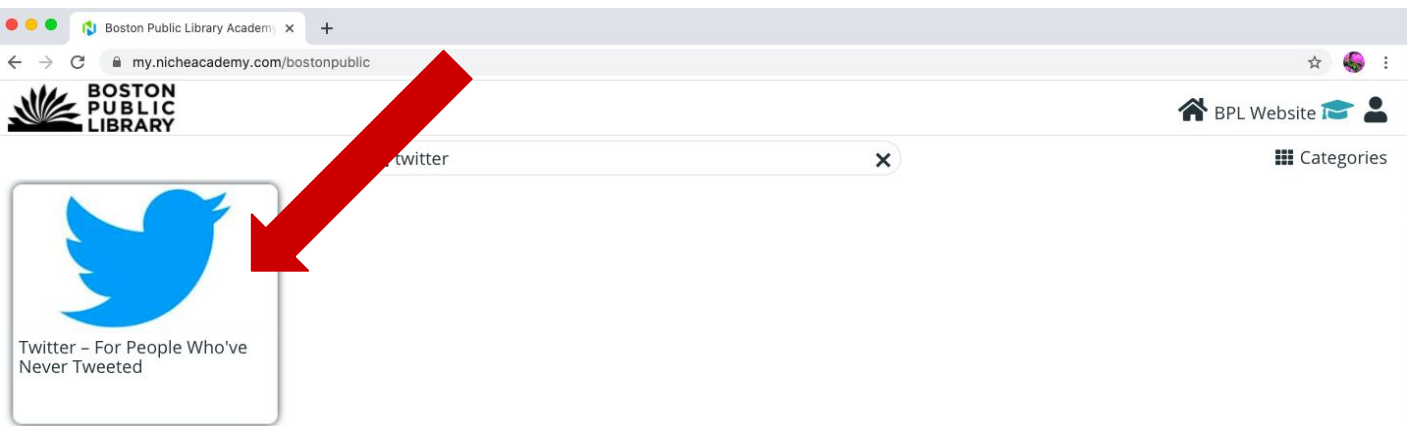 Boston Public Library Academy
my.nicheacademy.com/bostonpublic
BOSTON
PUBLIC
LIBRARY
BPL Website
twitter
Categories
Twitter – For People Who've
Never Tweeted